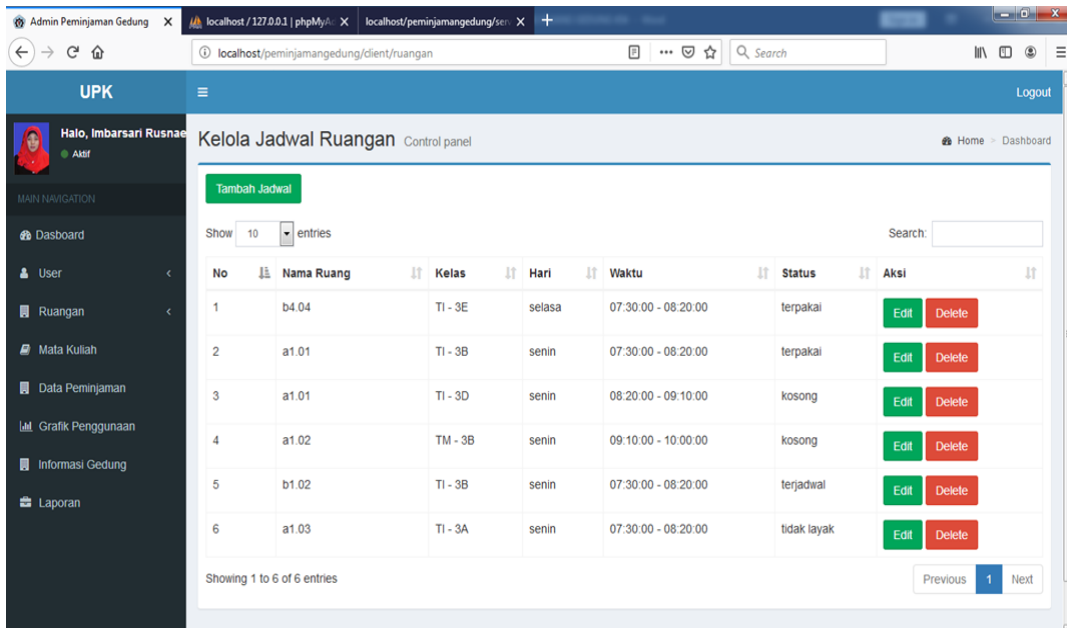 Admin Peminjaman Gedung
localhost / 127.0.0.1 | phpMyA
localhost/peminjamangedung/serv
localhost/peminjamangedung/client/ruangan
Search
UPK
Logout
Halo, Imbarsari Rusnae
Aktif
Kelola Jadwal Ruangan Control panel
Home > Dashboard
MAIN NAVIGATION
Dasboard
User
Ruangan
Mata Kuliah
Data Peminjaman
Grafik Penggunaan
Informasi Gedung
Laporan
Tambah Jadwal
Show 10 entries
Search:
No Nama Ruang Kelas Hari Waktu Status Aksi
1 b4.04 TI - 3E selasa 07:30:00 - 08:20:00 terpakai Edit Delete
2 a1.01 TI - 3B senin 07:30:00 - 08:20:00 terpakai Edit Delete
3 a1.01 TI - 3D senin 08:20:00 - 09:10:00 kosong Edit Delete
4 a1.02 TM - 3B senin 09:10:00 - 10:00:00 kosong Edit Delete
5 b1.02 TI - 3B senin 07:30:00 - 08:20:00 terjadwal Edit Delete
6 a1.03 TI - 3A senin 07:30:00 - 08:20:00 tidak layak Edit Delete
Showing 1 to 6 of 6 entries
Previous 1 Next